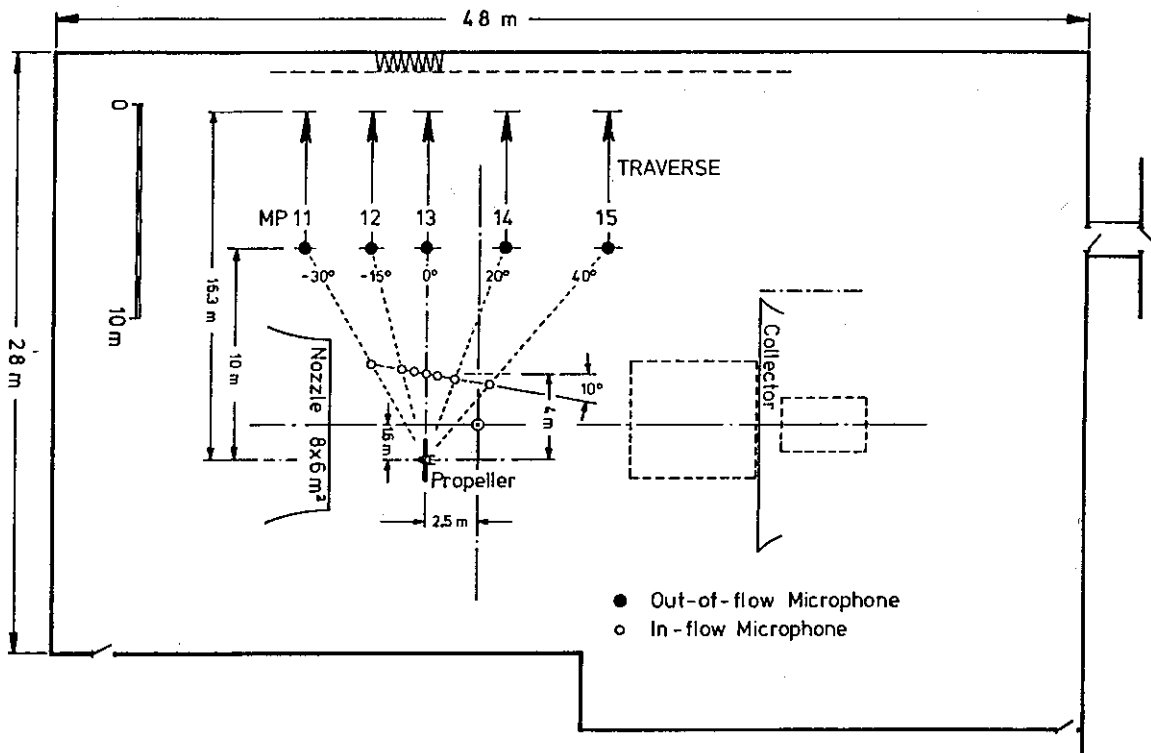 48 m
0
10m
28 m
TRAVERSE
MP 11 12 13 14 15
-30° -15° 0° 20° 40°
16.3 m
10 m
Nozzle 8x6 m²
1.6 m
4 m
10°
Collector
Propeller
2.5 m
Out-of-flow Microphone
In-flow Microphone